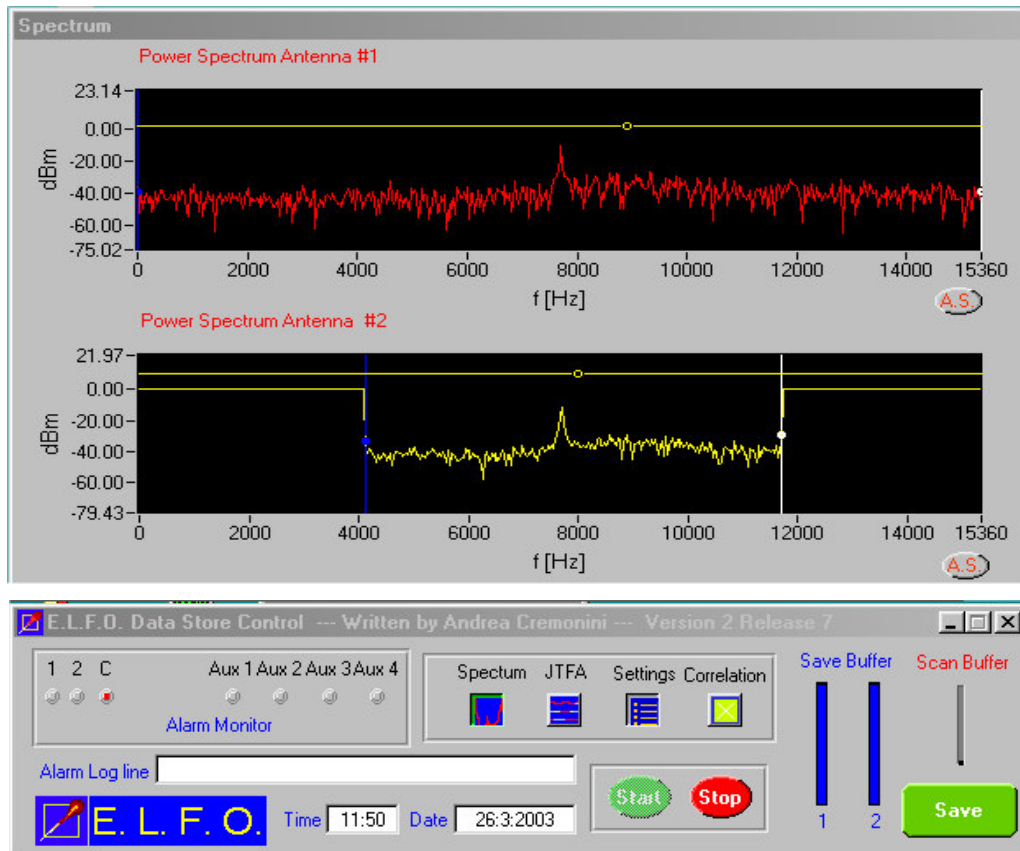 Spectrum
Power Spectrum Antenna #1
23.14
0.00
-20.00
-40.00
-60.00
-75.02
dBm
0 2000 4000 6000 8000 10000 12000 14000 15360
f [Hz]
A.S.
Power Spectrum Antenna #2
21.97
0.00
-20.00
-40.00
-60.00
-79.43
dBm
0 2000 4000 6000 8000 10000 12000 14000 15360
f [Hz]
A.S.
E.L.F.O. Data Store Control --- Written by Andrea Cremonini --- Version 2 Release 7
1 2 C Aux 1 Aux 2 Aux 3 Aux 4
Alarm Monitor
Spectum JTFA Settings Correlation
Save Buffer
Scan Buffer
Alarm Log line
E. L. F. O.
Time 11:50 Date 26:3:2003
Start Stop
1 2
Save